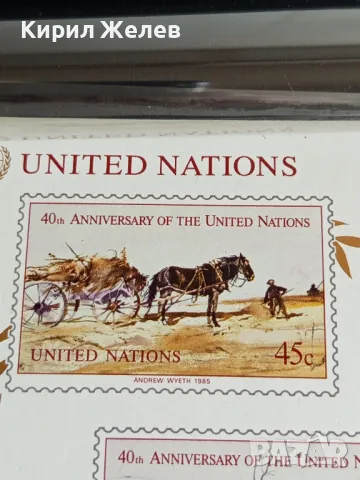 Кирил Желев
UNITED NATIONS
40th ANNIVERSARY OF THE UNITED NATIONS
UNITED NATIONS 45c
ANDREW WYETH 1985
40th ANNIVERSARY OF THE UNITED N
BAZAR